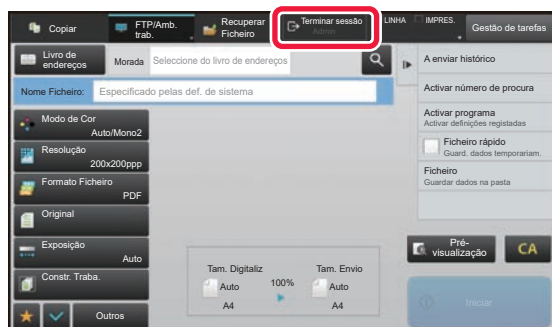 Copiar
FTP/Amb.
trab.
Recuperar
Ficheiro
Terminar sessão
Admin
LINHA
IMPRES.
Gestão de tarefas
Livro de
endereços
Morada
Seleccione do livro de endereços
A enviar histórico
Nome Ficheiro:
Especificado pelas def. de sistema
Activar número de procura
Modo de Cor
Auto/Mono2
Activar programa
Activar definições registadas
Resolução
200x200ppp
Ficheiro rápido
Guard. dados temporariam.
Formato Ficheiro
PDF
Ficheiro
Guardar dados na pasta
Original
Exposição
Auto
Pré-
visualização
CA
Constr. Traba.
Tam. Digitaliz
100%
Tam. Envio
Auto
Auto
A4
A4
Outros
Iniciar